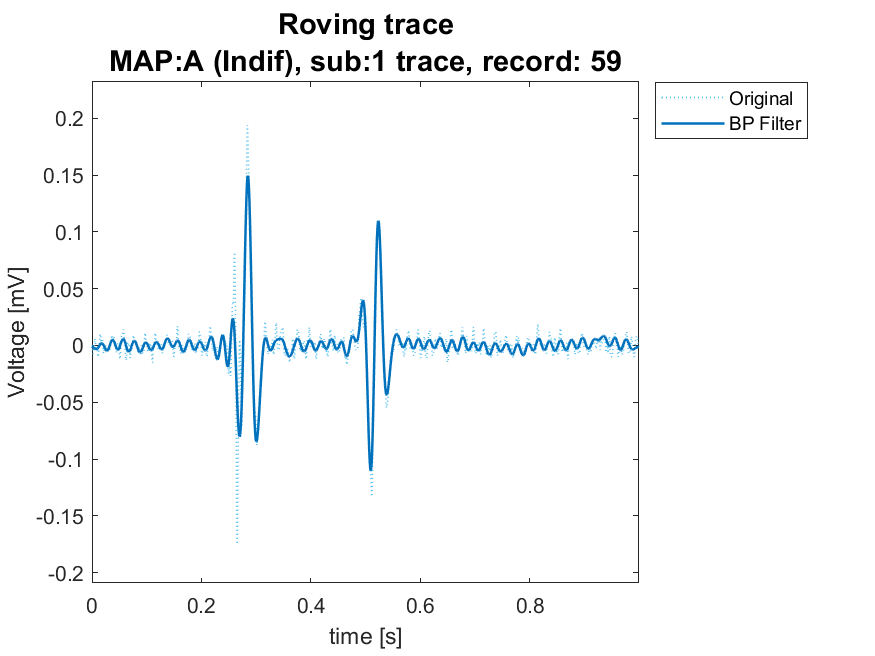 Roving trace
MAP:A (Indif), sub:1 trace, record: 59
Original
BP Filter
0.2
0.15
0.1
0.05
0
-0.05
-0.1
-0.15
-0.2
Voltage [mV]
0
0.2
0.4
0.6
0.8
time [s]